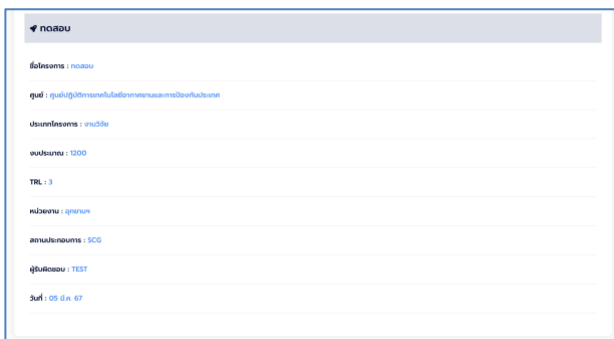 ทดสอบ
ชื่อโครงการ : ทดสอบ
ศูนย์ : ศูนย์ปฏิบัติการเทคโนโลยีอากาศยานและการป้องกันประเทศ
ประเภทโครงการ : งานวิจัย
งบประมาณ : 1200
TRL : 3
หน่วยงาน : อุทยานฯ
สถานประกอบการ : SCG
ผู้รับผิดชอบ : TEST
วันที่ : 05 มี.ค. 67